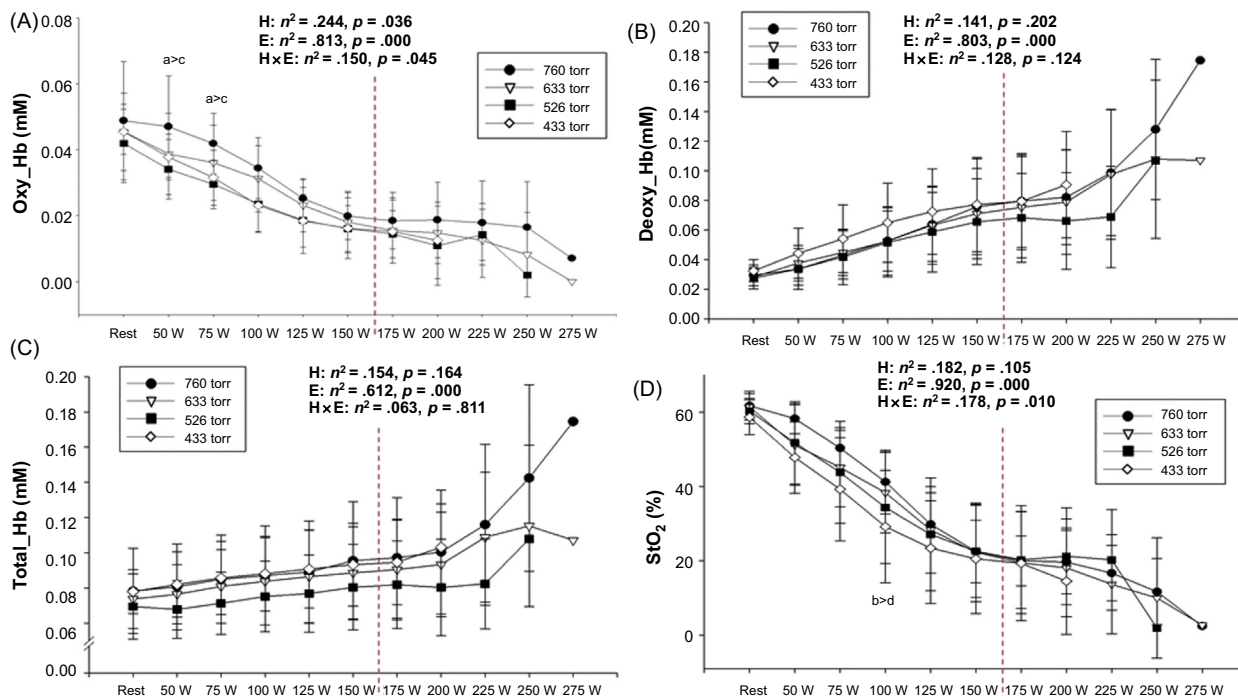 (A)
H: n² = .244, p = .036
E: n² = .813, p = .000
H×E: n² = .150, p = .045
a>c
a>c
760 torr
633 torr
526 torr
433 torr
Oxy_Hb (mM)
0.08
0.06
0.04
0.02
0.00
Rest 50 W 75 W 100 W 125 W 150 W 175 W 200 W 225 W 250 W 275 W
(B)
H: n² = .141, p = .202
E: n² = .803, p = .000
H×E: n² = .128, p = .124
760 torr
633 torr
526 torr
433 torr
Deoxy_Hb(mM)
0.20
0.18
0.16
0.14
0.12
0.10
0.08
0.06
0.04
0.02
0.00
Rest 50 W 75 W 100 W 125 W 150 W 175 W 200 W 225 W 250 W 275 W
(C)
H: n² = .154, p = .164
E: n² = .612, p = .000
H×E: n² = .063, p = .811
760 torr
633 torr
526 torr
433 torr
Total_Hb (mM)
0.20
0.18
0.16
0.14
0.12
0.10
0.08
0.06
0.00
Rest 50 W 75 W 100 W 125 W 150 W 175 W 200 W 225 W 250 W 275 W
(D)
H: n² = .182, p = .105
E: n² = .920, p = .000
H×E: n² = .178, p = .010
760 torr
633 torr
526 torr
433 torr
b>d
StO₂ (%)
60
40
20
0
Rest 50 W 75 W 100 W 125 W 150 W 175 W 200 W 225 W 250 W 275 W